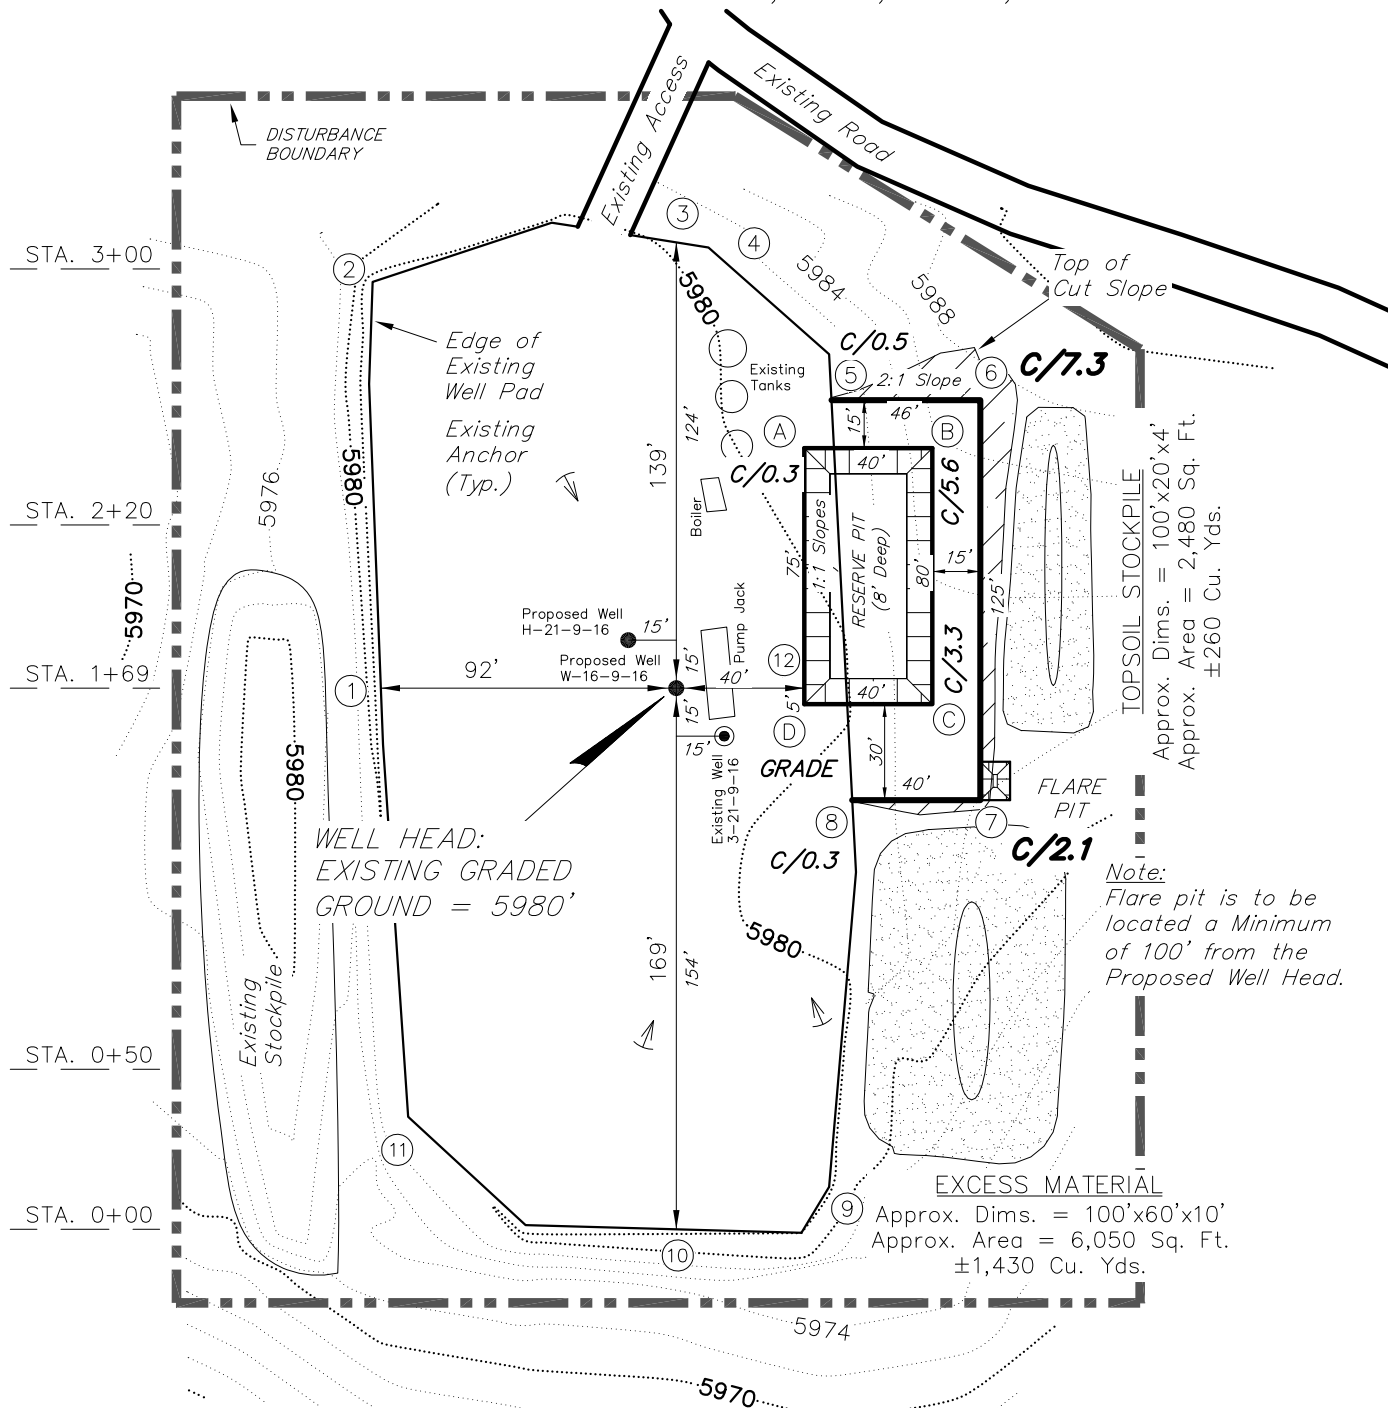 Existing Road
Existing Access
DISTURBANCE
BOUNDARY
3
4
2
STA. 3+00
5980
5984
5988
Top of
Cut Slope
Edge of
Existing
Well Pad
C/0.5
5
2:1 Slope
6
C/7.3
Existing
Tanks
Existing
Anchor
(Typ.)
124'
139'
A
15'
46'
B
C/0.3
40'
C/5.6
5980
5976
Boiler
STA. 2+20
75'
1:1 Slopes
RESERVE PIT
(8' Deep)
80'
15'
125'
TOPSOIL STOCKPILE
Approx. Dims. = 100'x20'x4'
Approx. Area = 2,480 Sq. Ft.
±260 Cu. Yds.
5970
Proposed Well
H-21-9-16
15'
Pump Jack
15'
Proposed Well
W-16-9-16
12
C/3.3
STA. 1+69
1
92'
40'
40'
5'
15'
15'
D
C
Existing Well
3-21-9-16
GRADE
30'
40'
5980
FLARE
PIT
8
7
C/0.3
C/2.1
WELL HEAD:
EXISTING GRADED
GROUND = 5980'
Note:
Flare pit is to be
located a Minimum
of 100' from the
Proposed Well Head.
5980
169'
154'
Existing
Stockpile
STA. 0+50
11
STA. 0+00
9
10
EXCESS MATERIAL
Approx. Dims. = 100'x60'x10'
Approx. Area = 6,050 Sq. Ft.
±1,430 Cu. Yds.
5974
5970